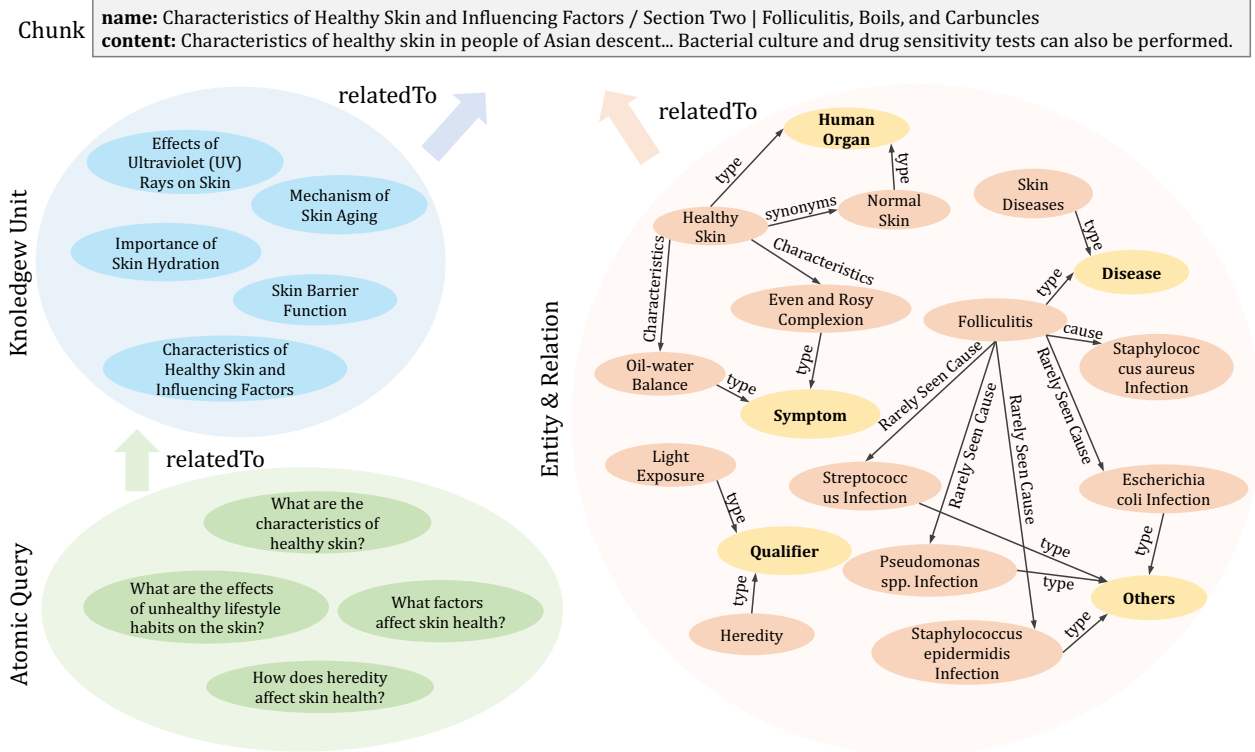 Chunk
name: Characteristics of Healthy Skin and Influencing Factors / Section Two | Folliculitis, Boils, and Carbuncles
content: Characteristics of healthy skin in people of Asian descent... Bacterial culture and drug sensitivity tests can also be performed.
relatedTo
Knoledgew Unit
Effects of
Ultraviolet (UV)
Rays on Skin
Mechanism of
Skin Aging
Importance of
Skin Hydration
Skin Barrier
Function
Characteristics of
Healthy Skin and
Influencing Factors
relatedTo
Atomic Query
What are the
characteristics of
healthy skin?
What are the effects
of unhealthy lifestyle
habits on the skin?
What factors
affect skin health?
How does heredity
affect skin health?
relatedTo
Entity & Relation
Human
Organ
type
type
Healthy
Skin
synonyms
Normal
Skin
Skin
Diseases
type
Characteristics
Characteristics
Disease
type
Even and Rosy
Complexion
Folliculitis
cause
Staphylococ
cus aureus
Infection
Oil-water
Balance
type
type
Symptom
Rarely Seen Cause
Rarely Seen Cause
Rarely Seen Cause
Rarely Seen Cause
Light
Exposure
type
Streptococc
us Infection
Escherichia
coli Infection
type
Qualifier
type
Pseudomonas
spp. Infection
type
type
Others
Heredity
Staphylococcus
epidermidis
Infection
type